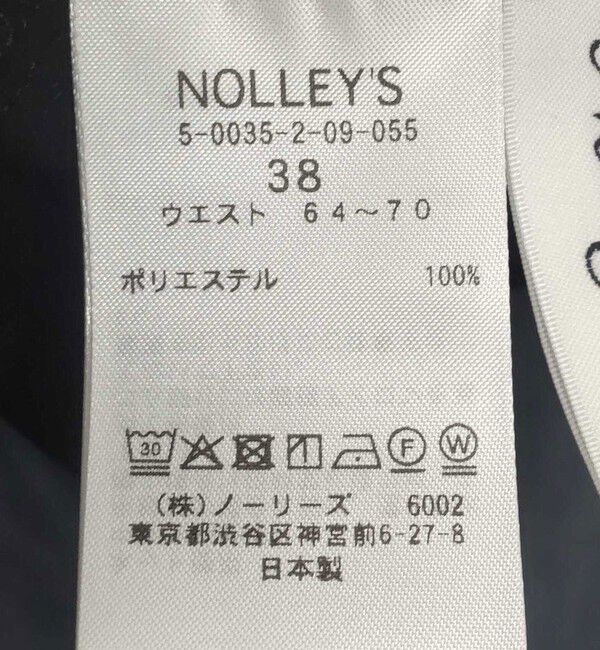 NOLLEY'S
5-0035-2-09-055
38
ウエスト 64～70
ポリエステル 100%
30 F W
(株)ノーリーズ 6002
東京都渋谷区神宮前6-27-8
日本製